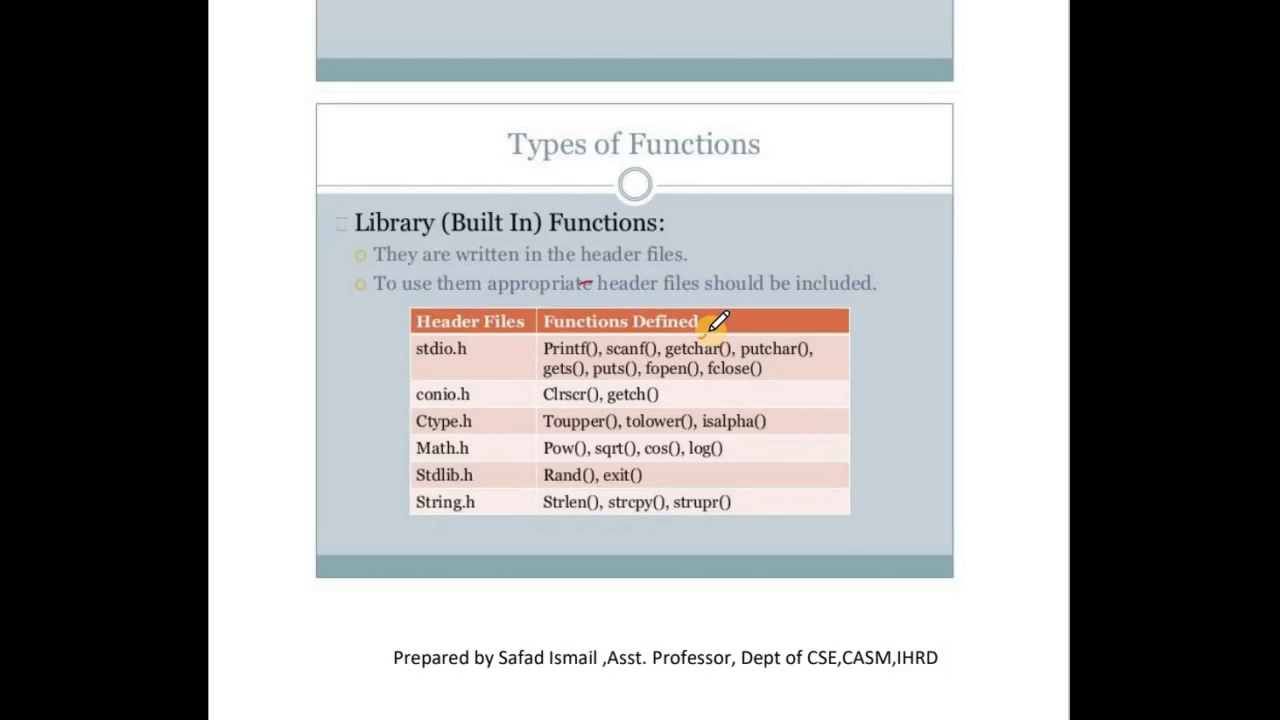 Types of Functions
Library (Built In) Functions:
They are written in the header files.
To use them appropriate header files should be included.
Header Files Functions Defined
stdio.h Printf(), scanf(), getchar(), putchar(),
gets(), puts(), fopen(), fclose()
conio.h Clrscr(), getch()
Ctype.h Toupper(), tolower(), isalpha()
Math.h Pow(), sqrt(), cos(), log()
Stdlib.h Rand(), exit()
String.h Strlen(), strcpy(), strupr()
Prepared by Safad Ismail ,Asst. Professor, Dept of CSE,CASM,IHRD